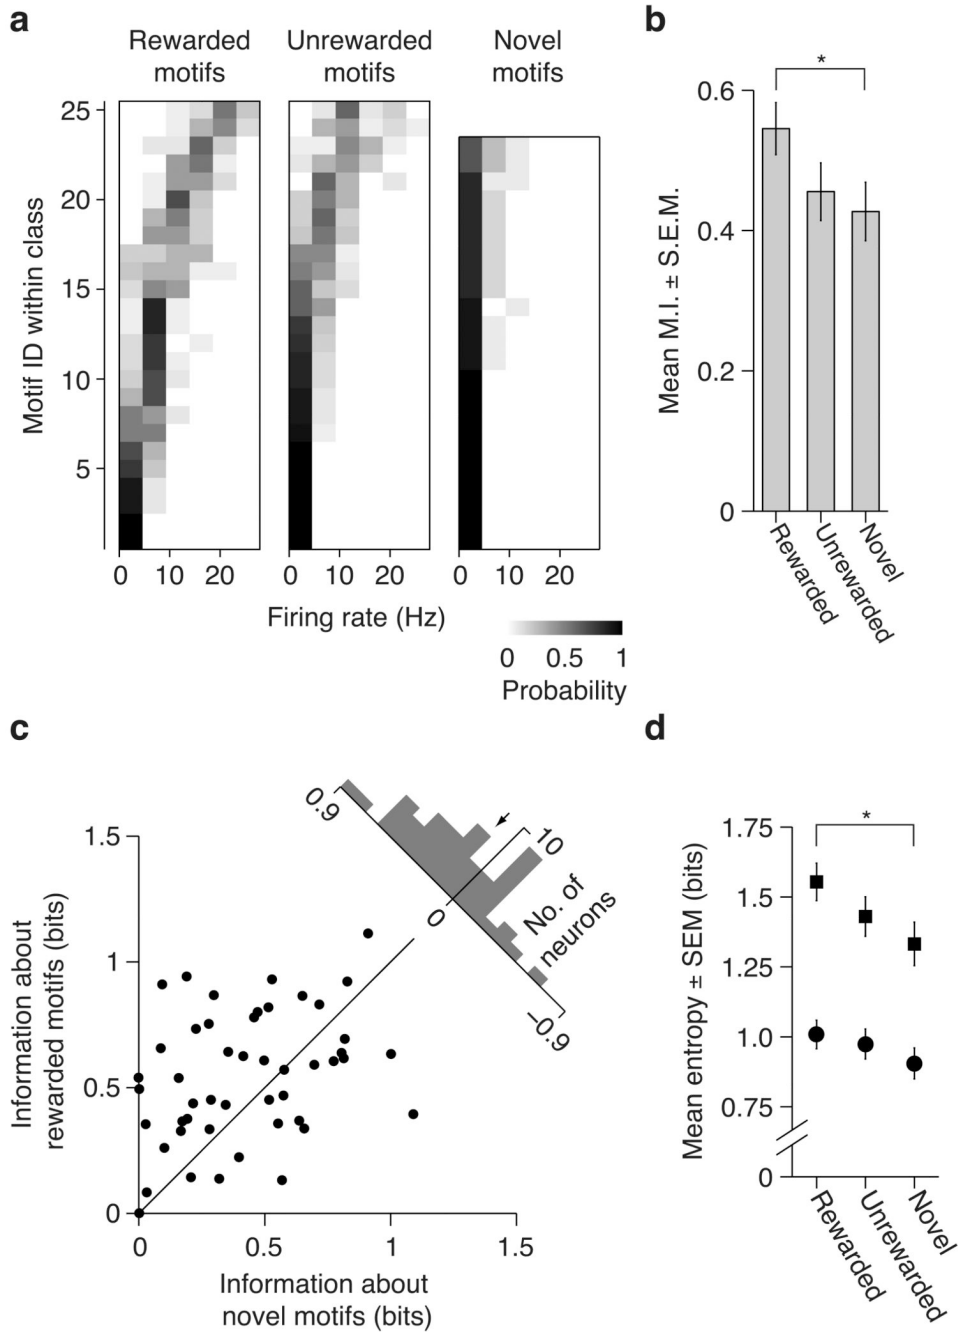 a
Rewarded
motifs
Unrewarded
motifs
Novel
motifs
25
20
15
10
5
Motif ID within class
0 10 20
0 10 20
0 10 20
Firing rate (Hz)
0 0.5 1
Probability
b
*
0.6
0.4
0.2
0
Mean M.I. ± S.E.M.
Rewarded
Unrewarded
Novel
c
1.5
1
0.5
0
Information about
rewarded motifs (bits)
0 0.5 1 1.5
Information about
novel motifs (bits)
0.9
0
−0.9
10
No. of
neurons
d
*
1.75
1.5
1.25
1.0
0.75
0
Mean entropy ± SEM (bits)
Rewarded
Unrewarded
Novel